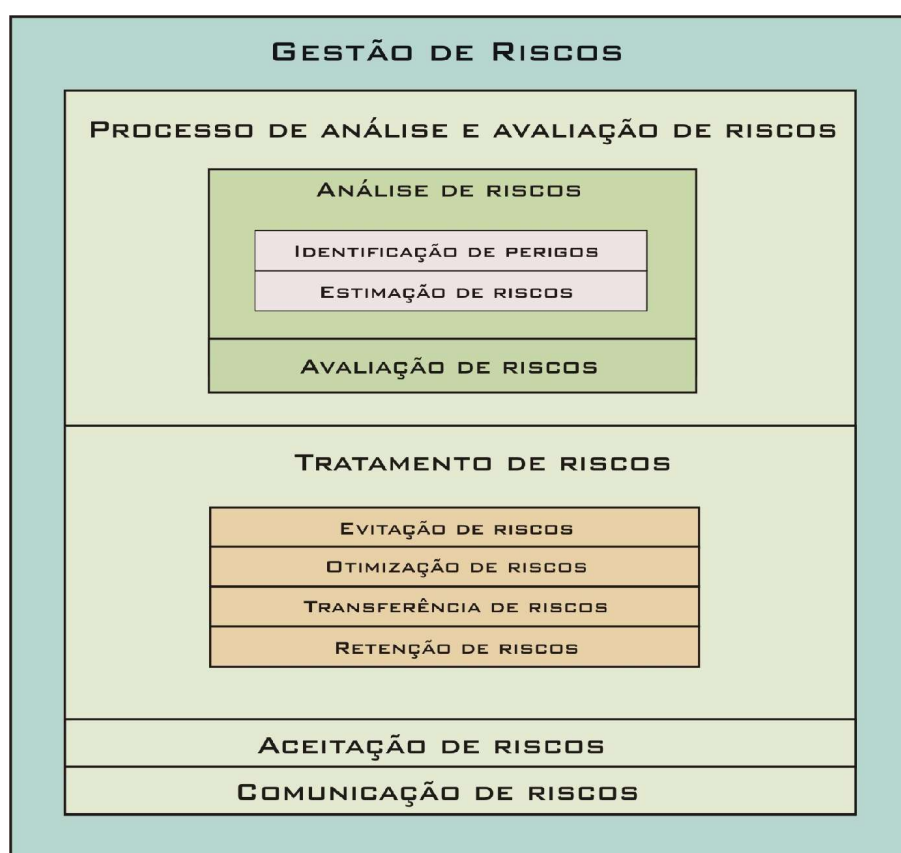 Gestão de Riscos
Processo de análise e avaliação de riscos
Análise de riscos
Identificação de perigos
Estimação de riscos
Avaliação de riscos
Tratamento de riscos
Evitação de riscos
Otimização de riscos
Transferência de riscos
Retenção de riscos
Aceitação de riscos
Comunicação de riscos